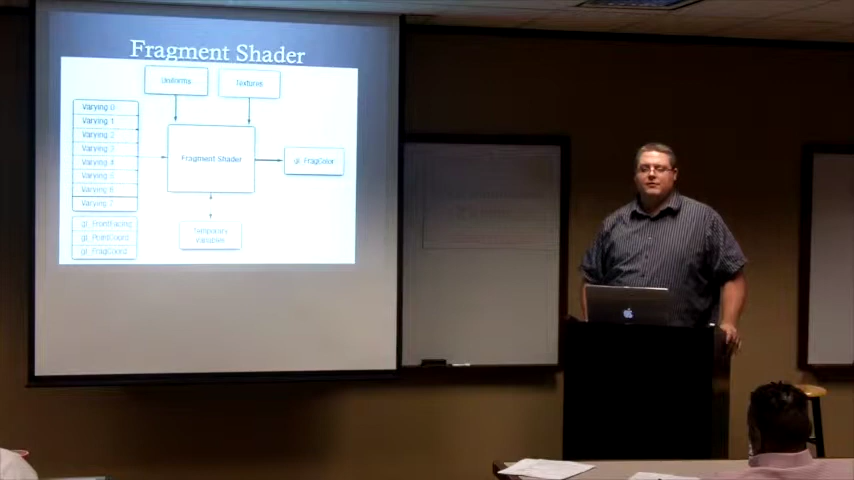 Fragment Shader
Uniforms
Textures
Varying 0
Varying 1
Varying 2
Varying 3
Varying 4
Varying 5
Varying 6
Varying 7
Fragment Shader
gl_FragColor
gl_FrontFacing
gl_PointCoord
gl_FragCoord
Temporary
variables